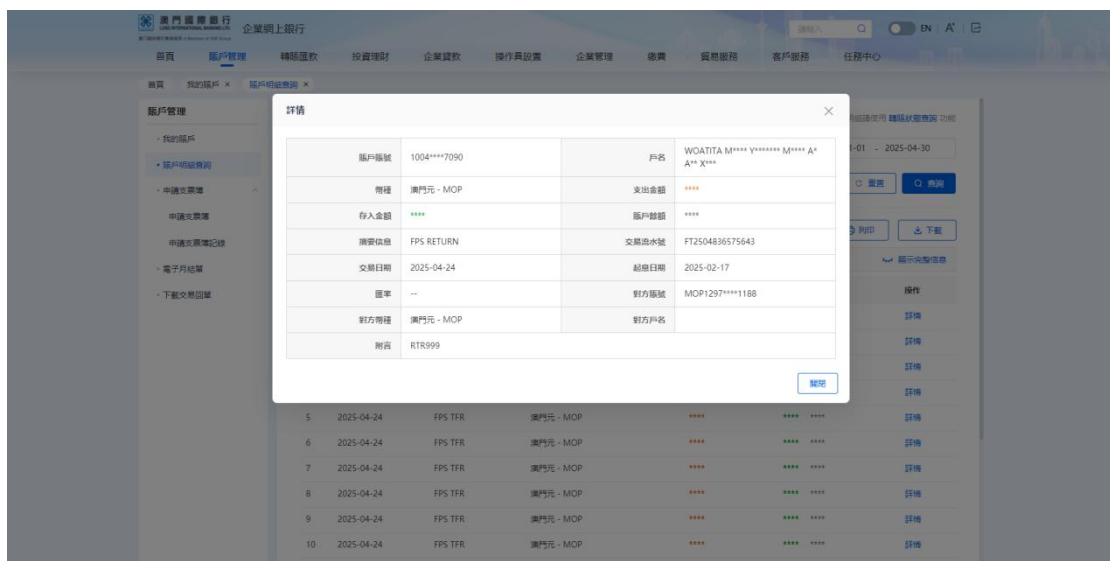 澳門國際銀行 企業網上銀行
請輸入 EN A
首頁 賬戶管理 轉賬匯款 投資理財 企業貸款 操作員設置 企業管理 繳費 貿易服務 客戶服務 任務中心
首頁 我的賬戶 × 賬戶明細查詢 ×
賬戶管理
· 我的賬戶
• 賬戶明細查詢
· 申請支票簿
申請支票簿
申請支票簿記錄
· 電子月結單
· 下載交易回單
轉賬狀態查詢 功能
1-01 - 2025-04-30
重置 查詢
列印 下載
顯示完整信息
操作
詳情
詳情
詳情
詳情
詳情 ×
賬戶賬號 1004****7090 戶名 WOATITA M**** Y******* M**** A*
A** X***
幣種 澳門元 - MOP 支出金額 ****
存入金額 **** 賬戶餘額 ****
摘要信息 FPS RETURN 交易流水號 FT2504836575643
交易日期 2025-04-24 起息日期 2025-02-17
匯率 -- 對方賬號 MOP1297****1188
對方幣種 澳門元 - MOP 對方戶名
附言 RTR999
關閉
5 2025-04-24 FPS TFR 澳門元 - MOP **** **** **** 詳情
6 2025-04-24 FPS TFR 澳門元 - MOP **** **** **** 詳情
7 2025-04-24 FPS TFR 澳門元 - MOP **** **** **** 詳情
8 2025-04-24 FPS TFR 澳門元 - MOP **** **** **** 詳情
9 2025-04-24 FPS TFR 澳門元 - MOP **** **** **** 詳情
10 2025-04-24 FPS TFR 澳門元 - MOP **** **** **** 詳情